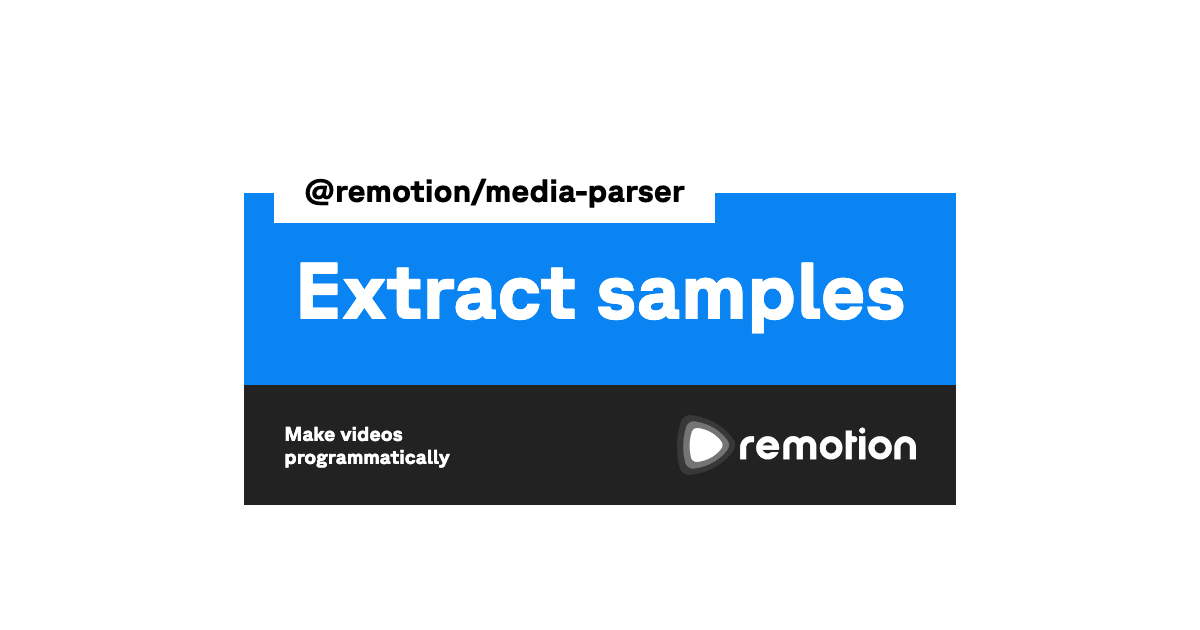 @remotion/media-parser
Extract samples
Make videos
programmatically
remotion